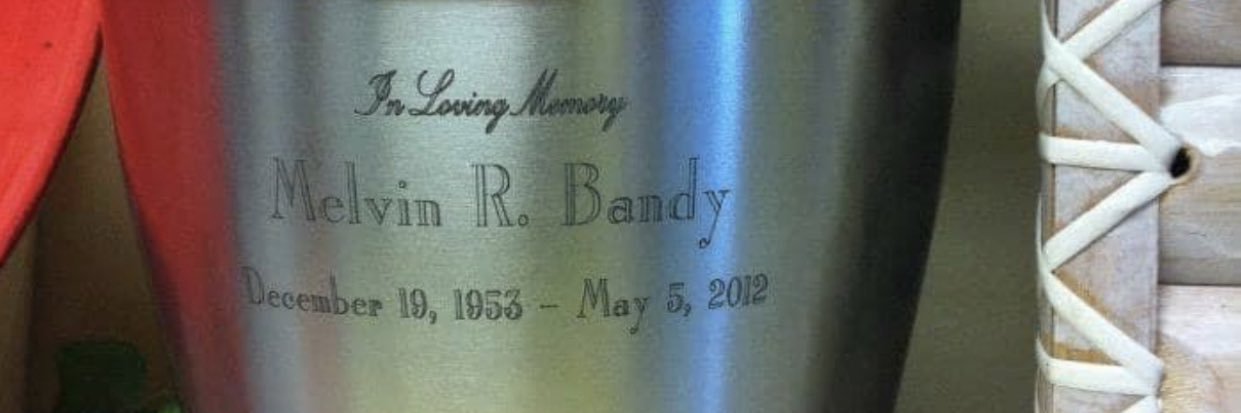 In Loving Memory
Melvin R. Bandy
December 19, 1953 – May 5, 2012